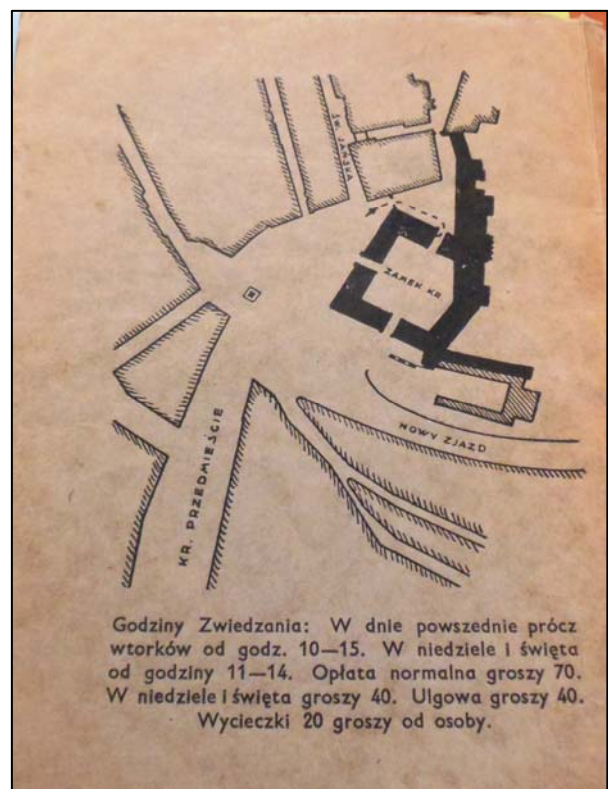 ŚW. JAŃSKA
ZAMEK KR.
NOWY ZJAZD
KR. PRZEDMIEŚCIE
Godziny Zwiedzania: W dnie powszednie prócz
wtorków od godz. 10—15. W niedziele i święta
od godziny 11—14. Opłata normalna groszy 70.
W niedziele i święta groszy 40. Ulgowa groszy 40.
Wycieczki 20 groszy od osoby.